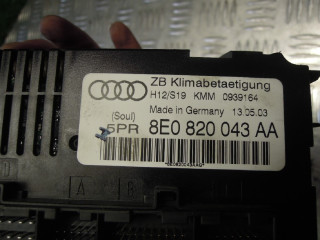 ZB Klimabetaetigung
H12/S19 KMM 0939164
Made in Germany 13.05.03
(Soul)
5PR 8E0 820 043 AA
A B